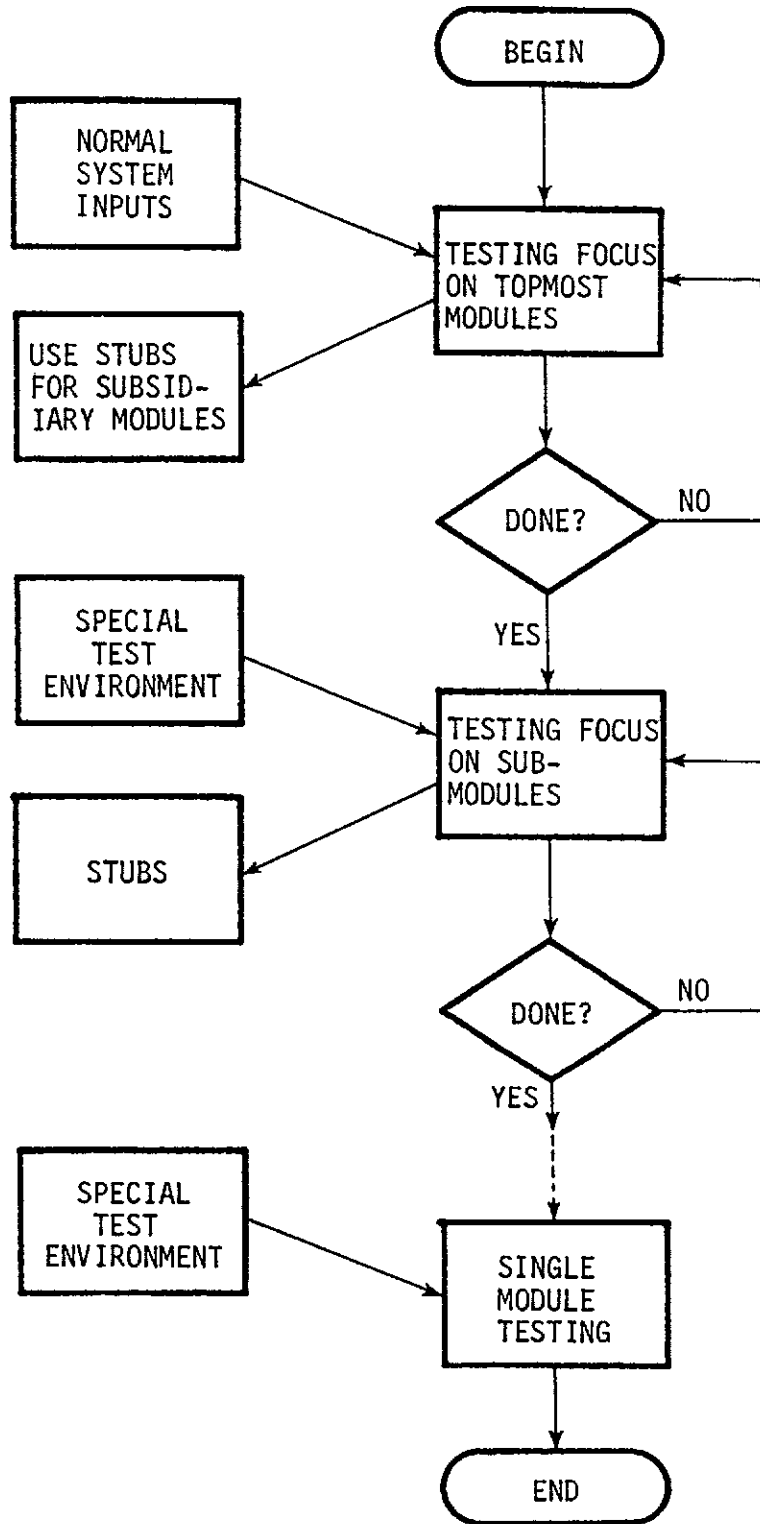 BEGIN
NORMAL
SYSTEM
INPUTS
TESTING FOCUS
ON TOPMOST
MODULES
USE STUBS
FOR SUBSID-
IARY MODULES
DONE?
NO
YES
SPECIAL
TEST
ENVIRONMENT
TESTING FOCUS
ON SUB-
MODULES
STUBS
DONE?
NO
YES
SPECIAL
TEST
ENVIRONMENT
SINGLE
MODULE
TESTING
END